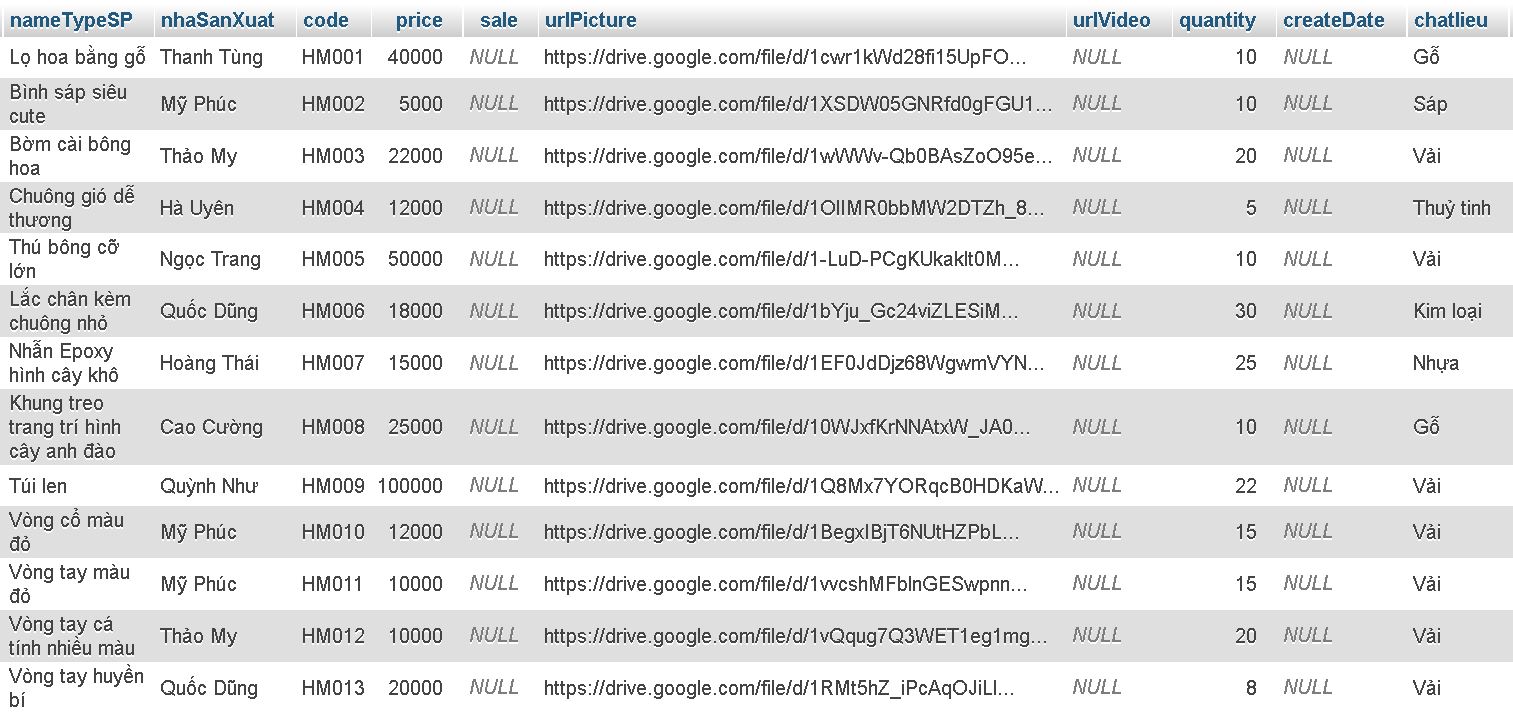 nameTypeSP nhaSanXuat code price sale urlPicture urlVideo quantity createDate chatlieu
Lọ hoa bằng gỗ Thanh Tùng HM001 40000 NULL https://drive.google.com/file/d/1cwr1kWd28fi15UpFO... NULL 10 NULL Gỗ
Bình sáp siêu
cute Mỹ Phúc HM002 5000 NULL https://drive.google.com/file/d/1XSDW05GNRfd0gFGU1... NULL 10 NULL Sáp
Bờm cài bông
hoa Thảo My HM003 22000 NULL https://drive.google.com/file/d/1wWWv-Qb0BAsZoO95e... NULL 20 NULL Vải
Chuông gió dễ
thương Hà Uyên HM004 12000 NULL https://drive.google.com/file/d/1OIIMR0bbMW2DTZh_8... NULL 5 NULL Thuỷ tinh
Thú bông cỡ
lớn Ngọc Trang HM005 50000 NULL https://drive.google.com/file/d/1-LuD-PCgKUkaklt0M... NULL 10 NULL Vải
Lắc chân kèm
chuông nhỏ Quốc Dũng HM006 18000 NULL https://drive.google.com/file/d/1bYju_Gc24viZLESiM... NULL 30 NULL Kim loại
Nhẫn Epoxy
hình cây khô Hoàng Thái HM007 15000 NULL https://drive.google.com/file/d/1EF0JdDjz68WgwmVYN... NULL 25 NULL Nhựa
Khung treo
trang trí hình Cao Cường HM008 25000 NULL https://drive.google.com/file/d/10WJxfKrNNAtxW_JA0... NULL 10 NULL Gỗ
cây anh đào
Túi len Quỳnh Như HM009 100000 NULL https://drive.google.com/file/d/1Q8Mx7YORqcB0HDKaW... NULL 22 NULL Vải
Vòng cổ màu
đỏ Mỹ Phúc HM010 12000 NULL https://drive.google.com/file/d/1BegxIBjT6NUtHZPbL... NULL 15 NULL Vải
Vòng tay màu
đỏ Mỹ Phúc HM011 10000 NULL https://drive.google.com/file/d/1vvcshMFblnGESwpnn... NULL 15 NULL Vải
Vòng tay cá
tính nhiều màu Thảo My HM012 10000 NULL https://drive.google.com/file/d/1vQqug7Q3WET1eg1mg... NULL 20 NULL Vải
Vòng tay huyền
bí Quốc Dũng HM013 20000 NULL https://drive.google.com/file/d/1RMt5hZ_iPcAqOJiLl... NULL 8 NULL Vải